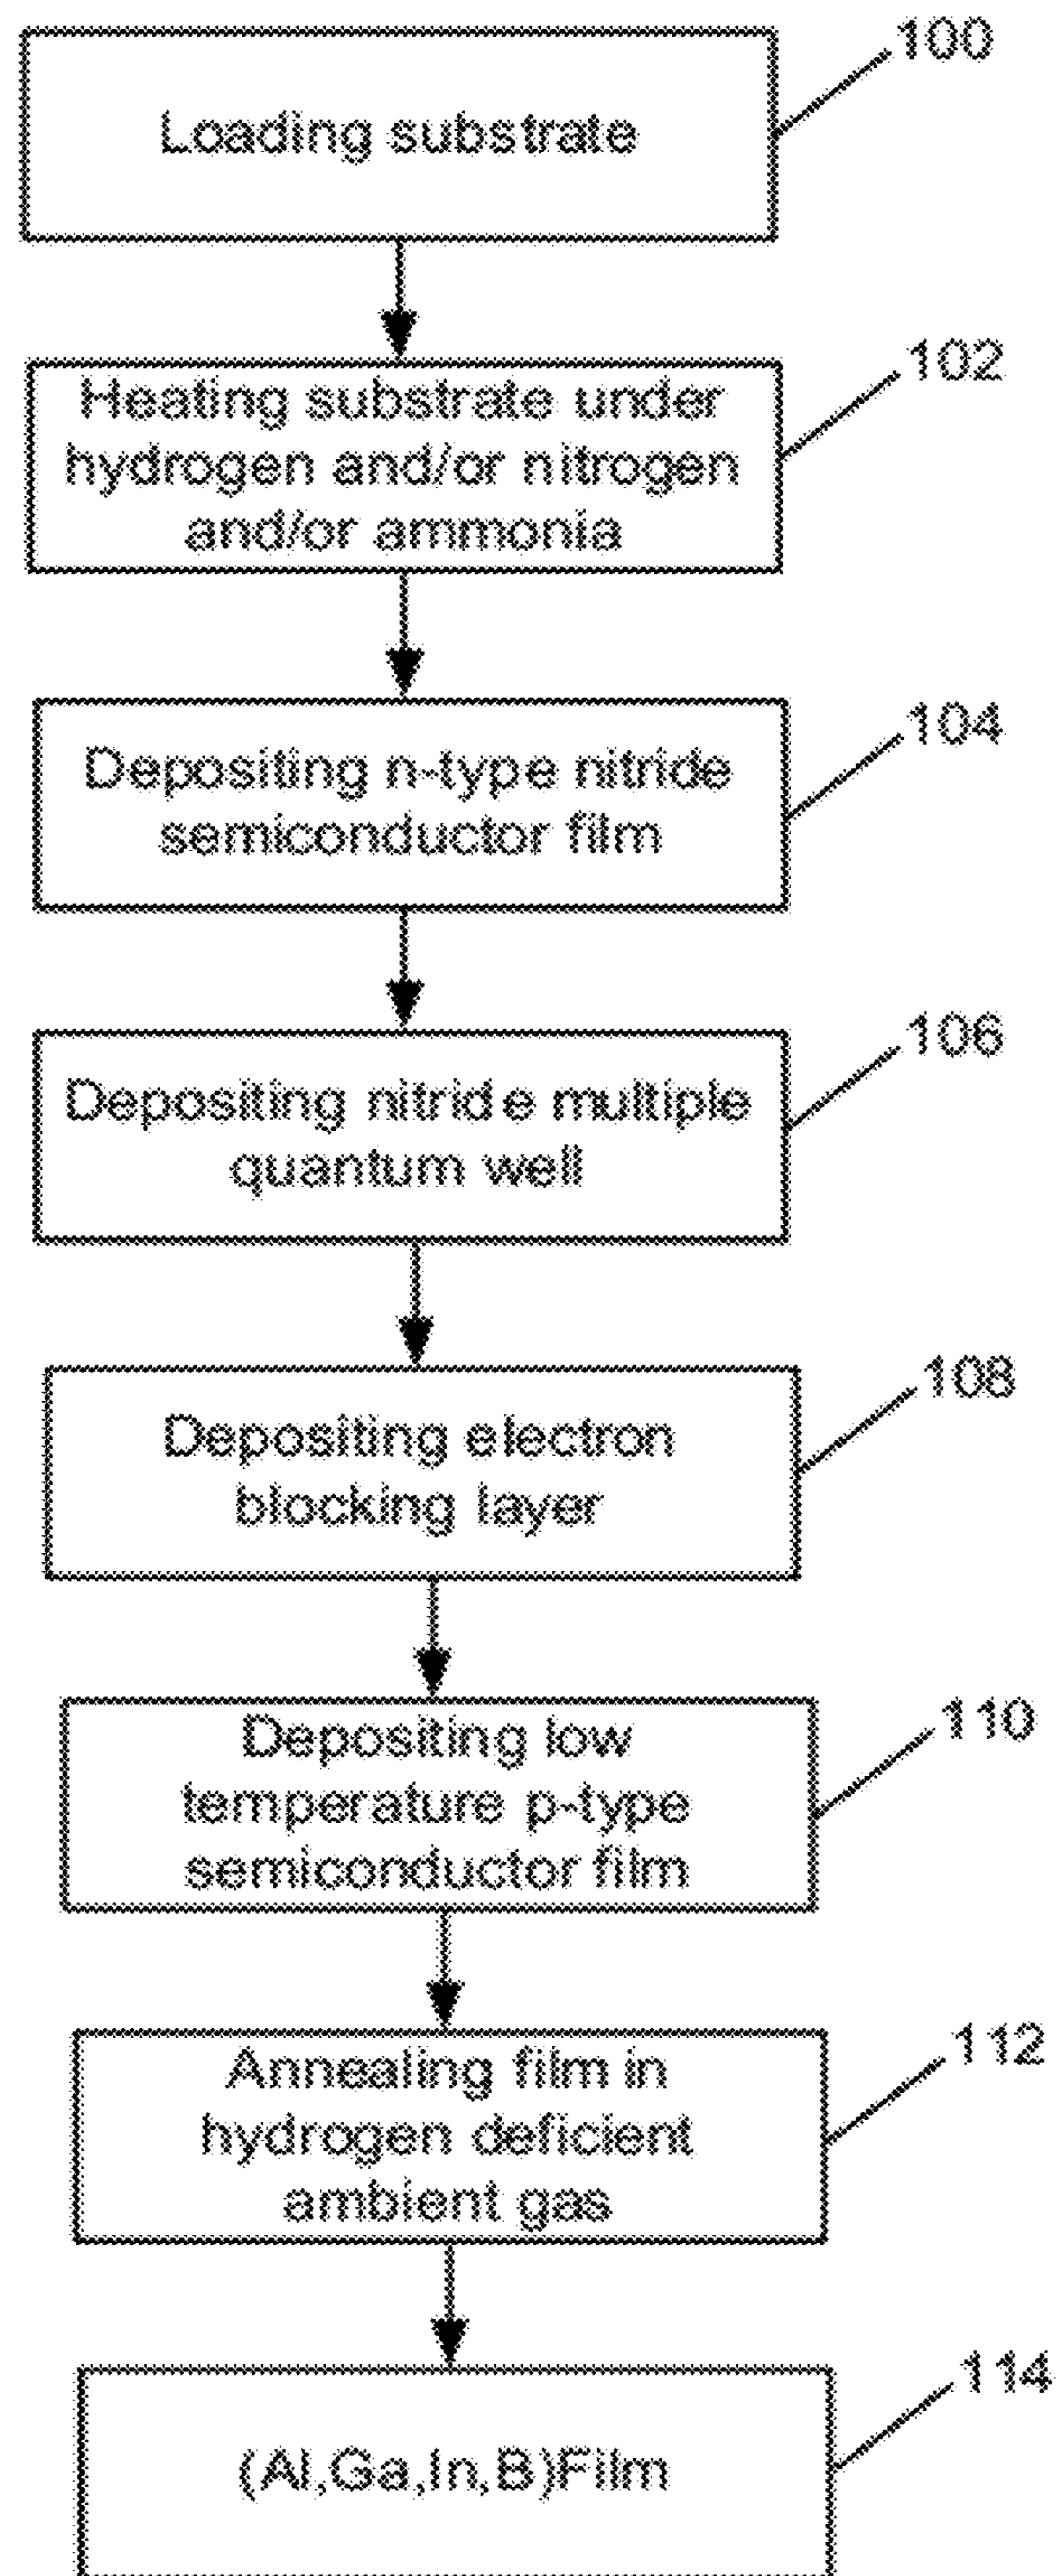 100
Loading substrate
102
Heating substrate under
hydrogen and/or nitrogen
and/or ammonia
104
Depositing n-type nitride
semiconductor film
106
Depositing nitride multiple
quantum well
108
Depositing electron
blocking layer
110
Depositing low
temperature p-type
semiconductor film
112
Annealing film in
hydrogen deficient
ambient gas
114
(Al,Ga,In,B)Film